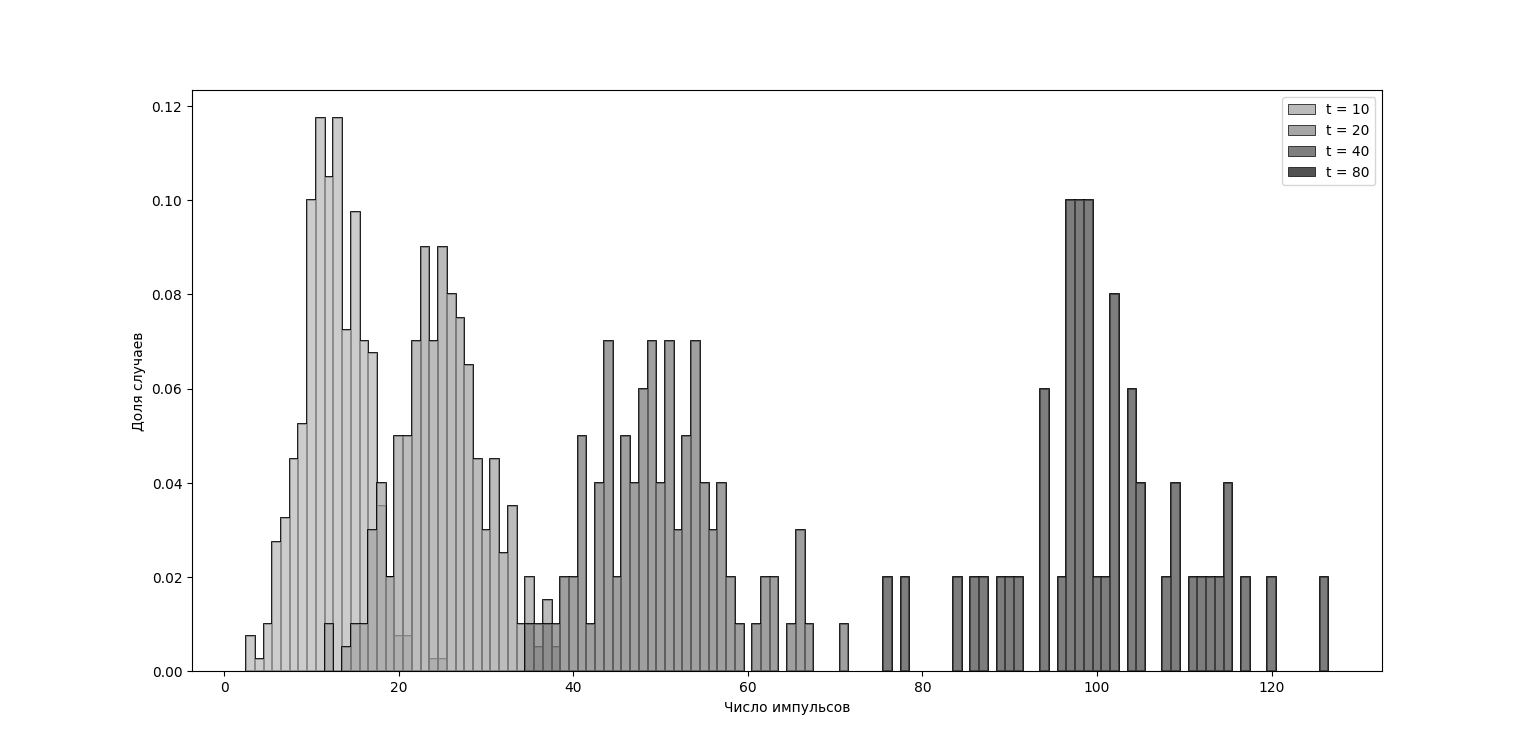 t = 10
t = 20
t = 40
t = 80
0.12
0.10
0.08
0.06
0.04
0.02
0.00
Доля случаев
0 20 40 60 80 100 120
Число импульсов